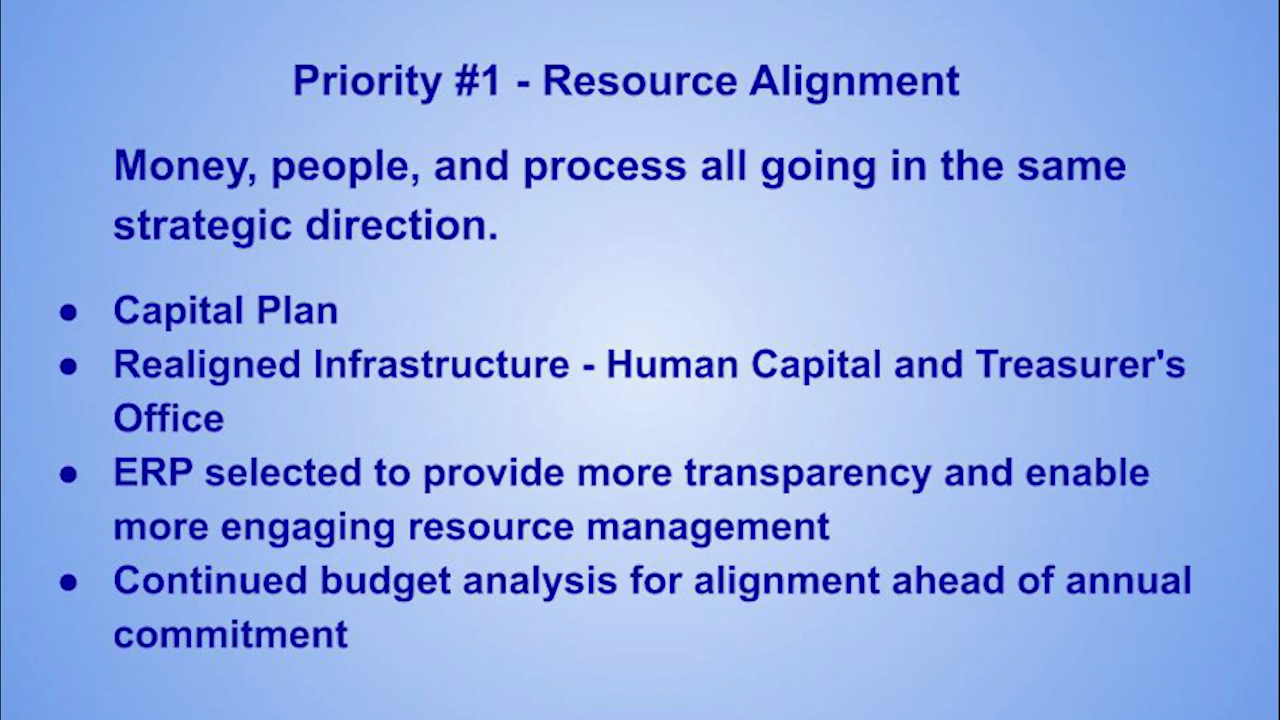 Priority #1 - Resource Alignment
Money, people, and process all going in the same
strategic direction.
● Capital Plan
● Realigned Infrastructure - Human Capital and Treasurer's
Office
● ERP selected to provide more transparency and enable
more engaging resource management
● Continued budget analysis for alignment ahead of annual
commitment